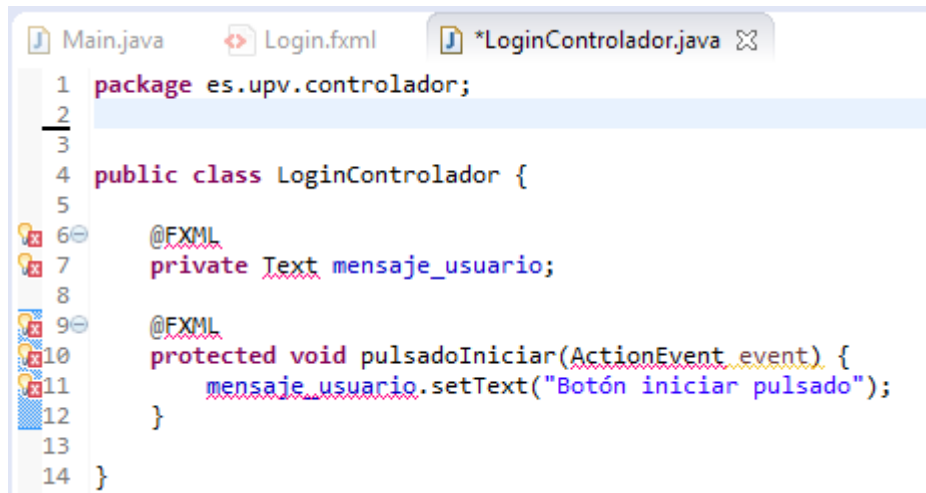 Main.java Login.fxml *LoginControlador.java
1 package es.upv.controlador;
2
3
4 public class LoginControlador {
5
6 @FXML
7 private Text mensaje_usuario;
8
9 @FXML
10 protected void pulsadoIniciar(ActionEvent event) {
11 mensaje_usuario.setText("Botón iniciar pulsado");
12 }
13
14 }